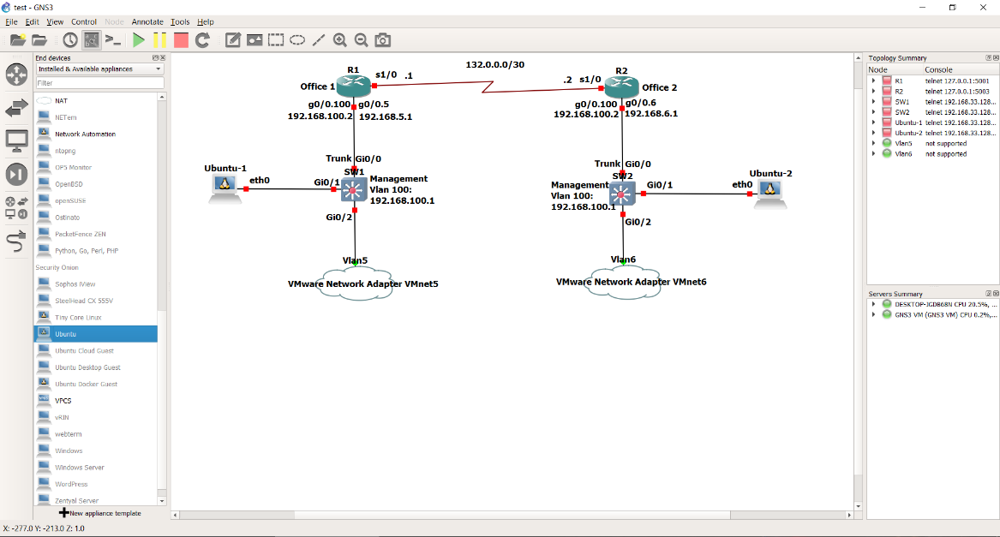 test - GNS3
File Edit View Control Node Annotate Tools Help
End devices
Installed & Available appliances
Filter
NAT
NETem
Network Automation
ntopng
OP5 Monitor
OpenBSD
openSUSE
Ostinato
PacketFence ZEN
Python, Go, Perl, PHP
Security Onion
Sophos iView
SteelHead CX 555V
Tiny Core Linux
Ubuntu
Ubuntu Cloud Guest
Ubuntu Desktop Guest
Ubuntu Docker Guest
VPCS
vRIN
webterm
Windows
Windows Server
WordPress
Zentyal Server
New appliance template
X: -277.0 Y: -213.0 Z: 1.0
132.0.0.0/30
R1
s1/0 .1
Office 1
g0/0.100 g0/0.5
192.168.100.2 192.168.5.1
Trunk Gi0/0
SW1
Ubuntu-1
eth0
Gi0/1
Management
Vlan 100:
192.168.100.1
Gi0/2
Vlan5
VMware Network Adapter VMnet5
R2
.2 s1/0
Office 2
g0/0.100 g0/0.6
192.168.100.2 192.168.6.1
Trunk Gi0/0
SW2
Ubuntu-2
Management
Vlan 100:
192.168.100.1
Gi0/1
eth0
Gi0/2
Vlan6
VMware Network Adapter VMnet6
Topology Summary
Node Console
R1 telnet 127.0.0.1:5001
R2 telnet 127.0.0.1:5003
SW1 telnet 192.168.33.128...
SW2 telnet 192.168.33.128...
Ubuntu-1 telnet 192.168.33.128...
Ubuntu-2 telnet 192.168.33.128...
Vlan5 not supported
Vlan6 not supported
Servers Summary
DESKTOP-JGDB68N CPU 20.5%, ...
GNS3 VM (GNS3 VM) CPU 0.2%,...